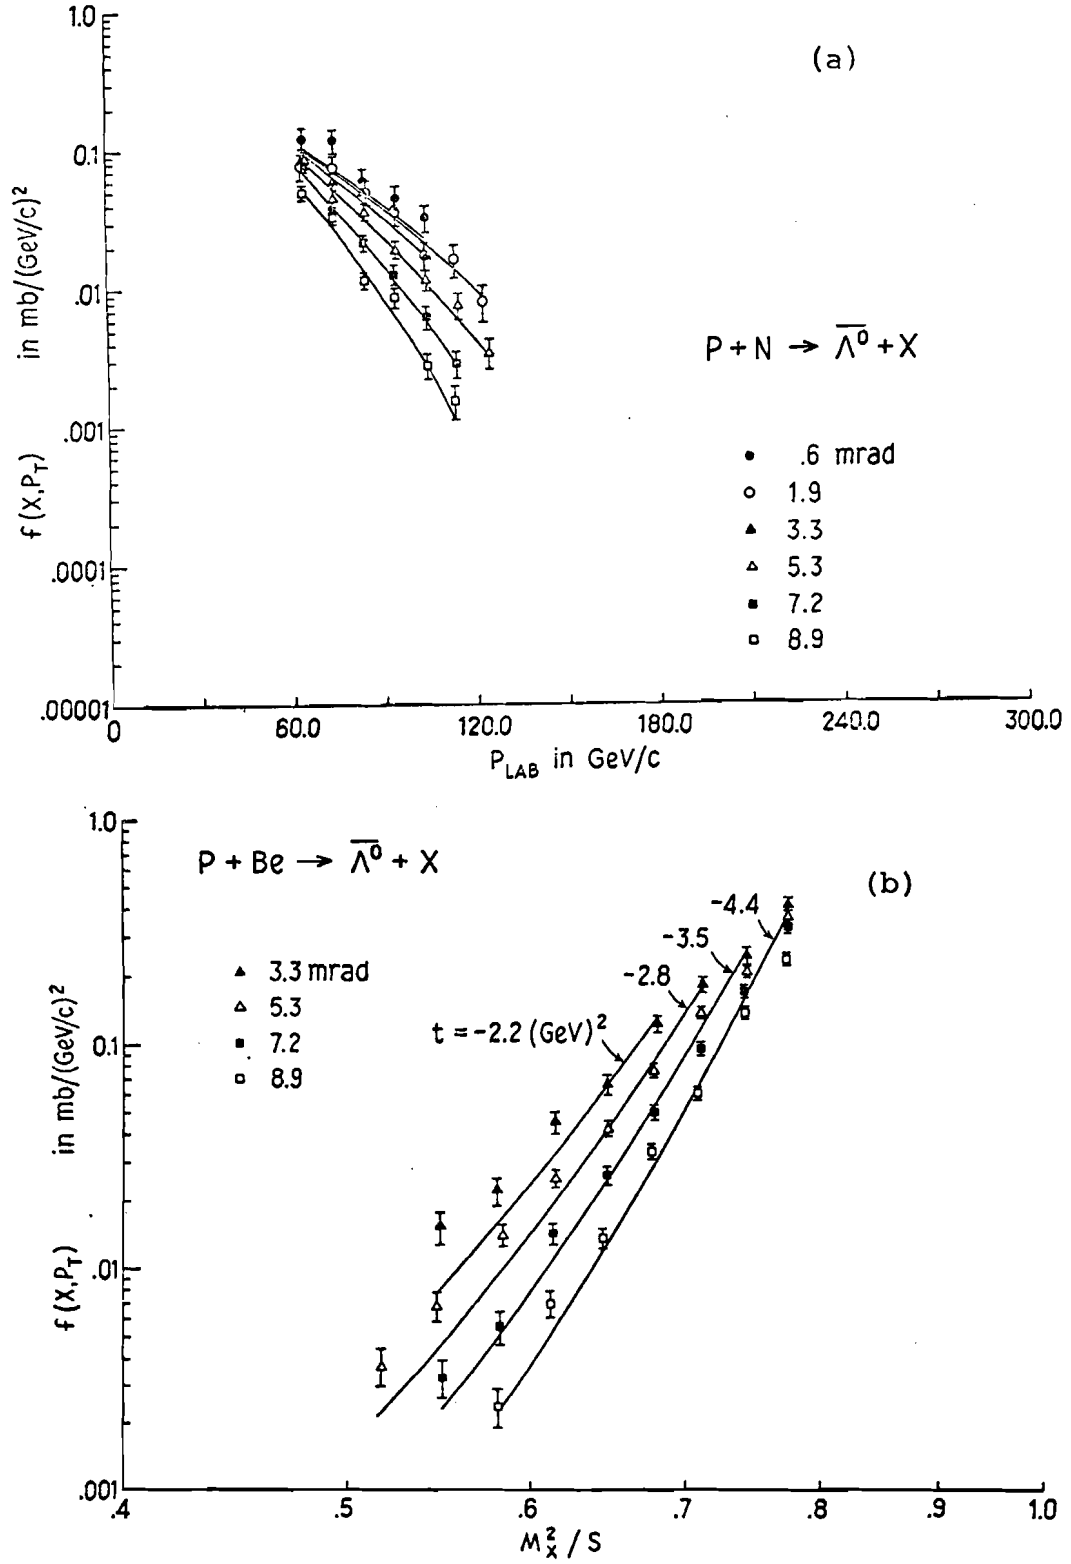 (a)
1.0
0.1
.01
.001
.0001
.00001
f(X,P_T) in mb/(GeV/c)²
P + N → Λ̅⁰ + X
● .6 mrad
○ 1.9
▲ 3.3
△ 5.3
■ 7.2
□ 8.9
0 60.0 120.0 180.0 240.0 300.0
P_LAB in GeV/c
(b)
1.0
0.1
.01
.001
f(X,P_T) in mb/(GeV/c)²
P + Be → Λ̅⁰ + X
▲ 3.3 mrad
△ 5.3
■ 7.2
□ 8.9
-4.4
-3.5
-2.8
t = -2.2 (GeV)²
.4 .5 .6 .7 .8 .9 1.0
M_X²/S